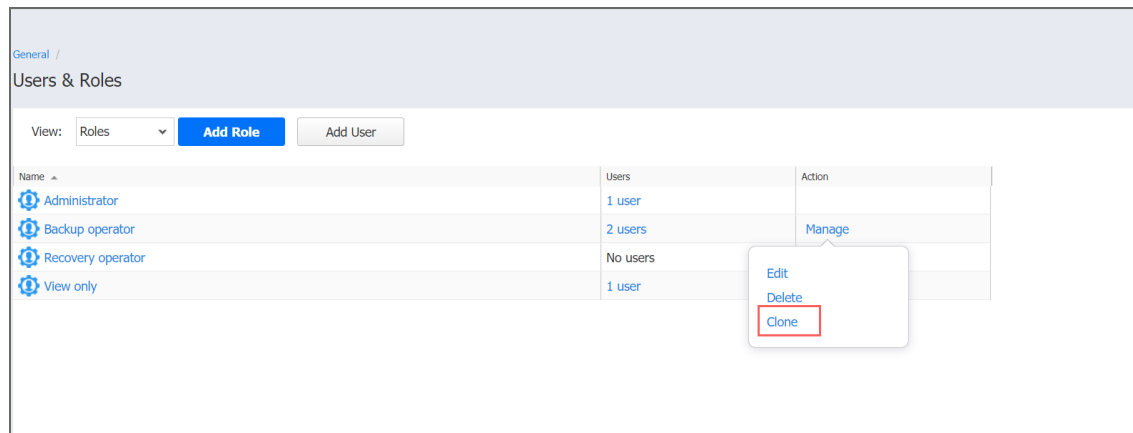 General /
Users & Roles
View: Roles Add Role Add User
Name Users Action
Administrator 1 user
Backup operator 2 users Manage
Recovery operator No users
Edit
View only 1 user
Delete
Clone